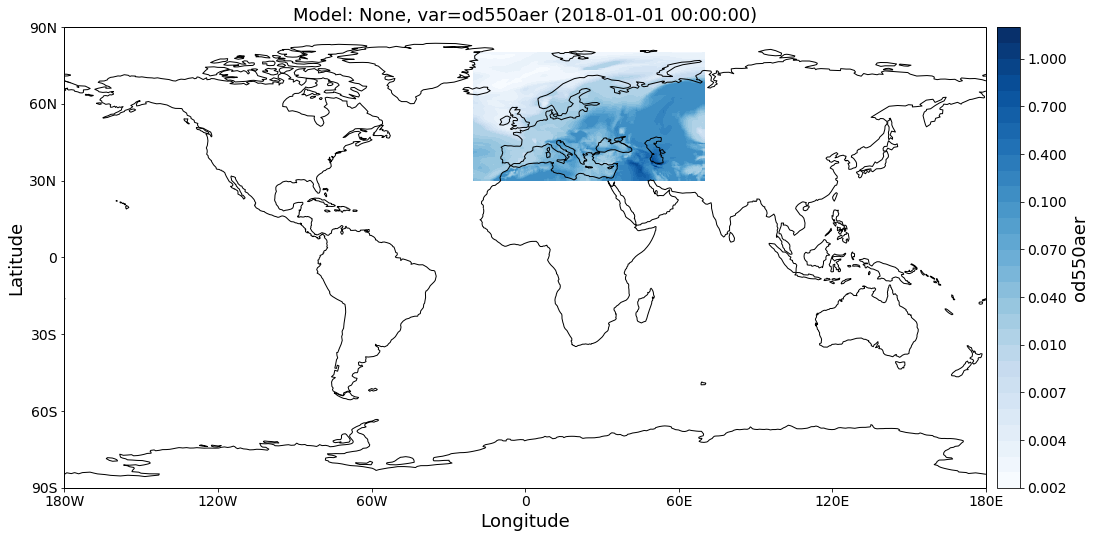 Model: None, var=od550aer (2018-01-01 00:00:00)
90N
60N
30N
0
30S
60S
90S
Latitude
180W
120W
60W
0
60E
120E
180E
Longitude
1.000
0.700
0.400
0.100
0.070
0.040
0.010
0.007
0.004
0.002
od550aer